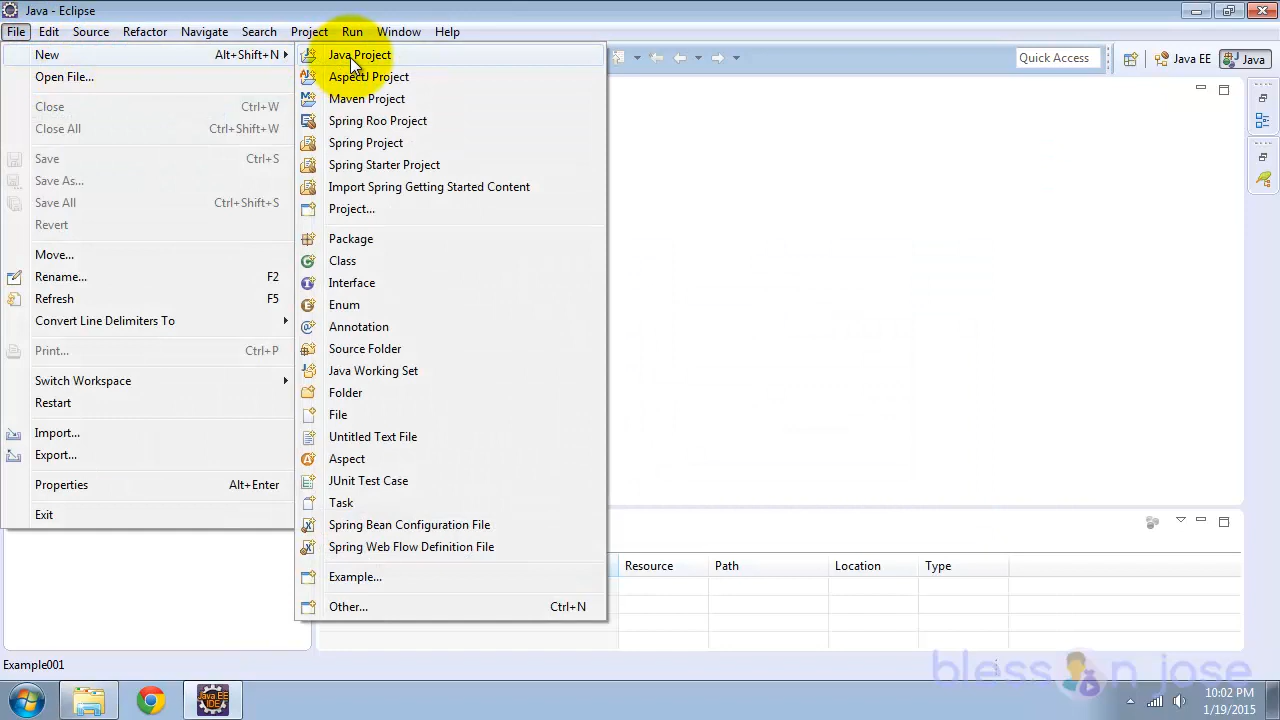 Java - Eclipse
File Edit Source Refactor Navigate Search Project Run Window Help
New Alt+Shift+N
Open File...
Close Ctrl+W
Close All Ctrl+Shift+W
Save Ctrl+S
Save As...
Save All Ctrl+Shift+S
Revert
Move...
Rename... F2
Refresh F5
Convert Line Delimiters To
Print... Ctrl+P
Switch Workspace
Restart
Import...
Export...
Properties Alt+Enter
Exit
Java Project
AspectJ Project
Maven Project
Spring Roo Project
Spring Project
Spring Starter Project
Import Spring Getting Started Content
Project...
Package
Class
Interface
Enum
Annotation
Source Folder
Java Working Set
Folder
File
Untitled Text File
Aspect
JUnit Test Case
Task
Spring Bean Configuration File
Spring Web Flow Definition File
Example...
Other... Ctrl+N
Quick Access Java EE Java
Resource Path Location Type
Example001
bless n jose
Java EE
IDE
10:02 PM
1/19/2015